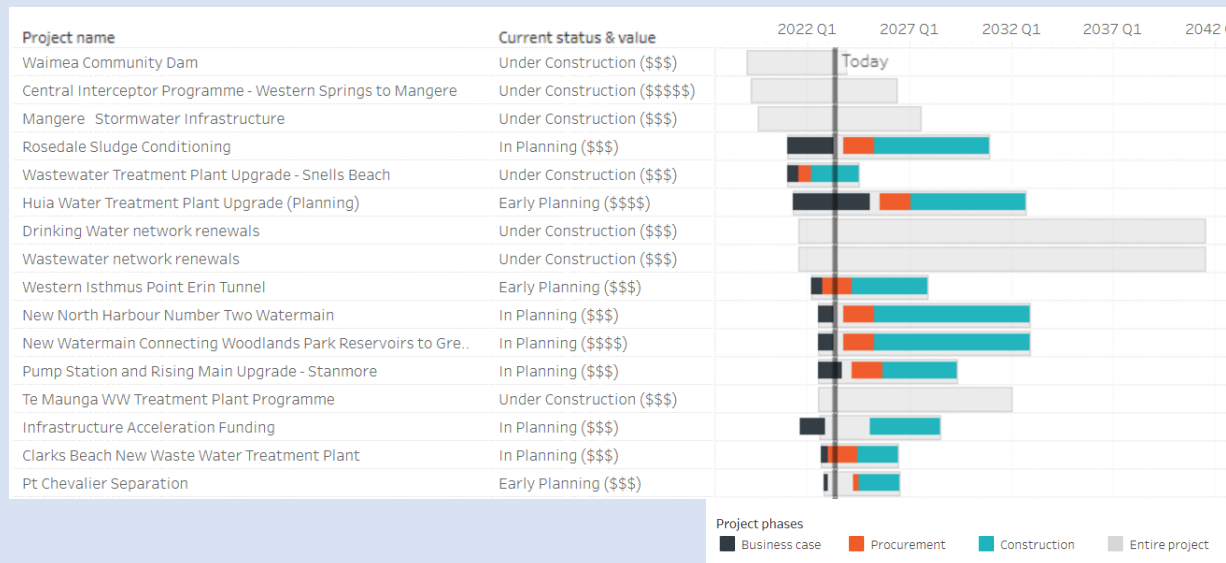 2022 Q1 2027 Q1 2032 Q1 2037 Q1 2042
Project name Current status & value
Waimea Community Dam Under Construction ($$$) Today
Central Interceptor Programme - Western Springs to Mangere Under Construction ($$$$$)
Mangere Stormwater Infrastructure Under Construction ($$$)
Rosedale Sludge Conditioning In Planning ($$$)
Wastewater Treatment Plant Upgrade - Snells Beach Under Construction ($$$)
Huia Water Treatment Plant Upgrade (Planning) Early Planning ($$$$)
Drinking Water network renewals Under Construction ($$$)
Wastewater network renewals Under Construction ($$$)
Western Isthmus Point Erin Tunnel Early Planning ($$$)
New North Harbour Number Two Watermain In Planning ($$$)
New Watermain Connecting Woodlands Park Reservoirs to Gre.. In Planning ($$$$)
Pump Station and Rising Main Upgrade - Stanmore In Planning ($$$)
Te Maunga WW Treatment Plant Programme Under Construction ($$$)
Infrastructure Acceleration Funding In Planning ($$$)
Clarks Beach New Waste Water Treatment Plant In Planning ($$$)
Pt Chevalier Separation Early Planning ($$$)
Project phases
Business case Procurement Construction Entire project